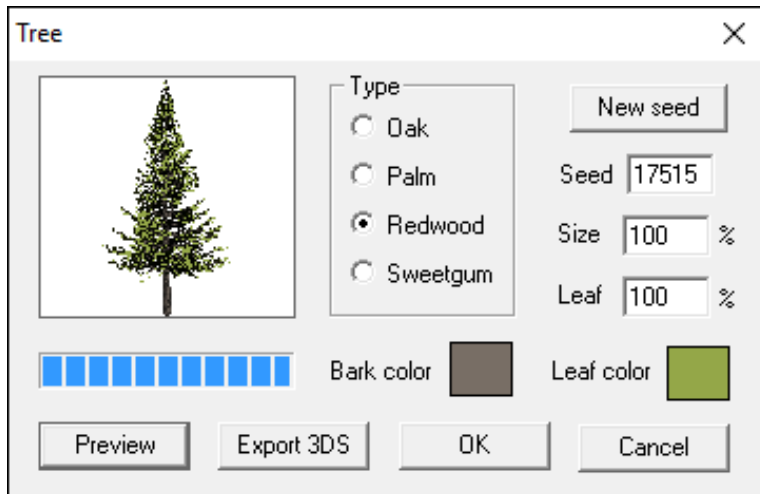 Tree
Type
Oak
Palm
Redwood
Sweetgum
New seed
Seed 17515
Size 100 %
Leaf 100 %
Bark color
Leaf color
Preview
Export 3DS
OK
Cancel